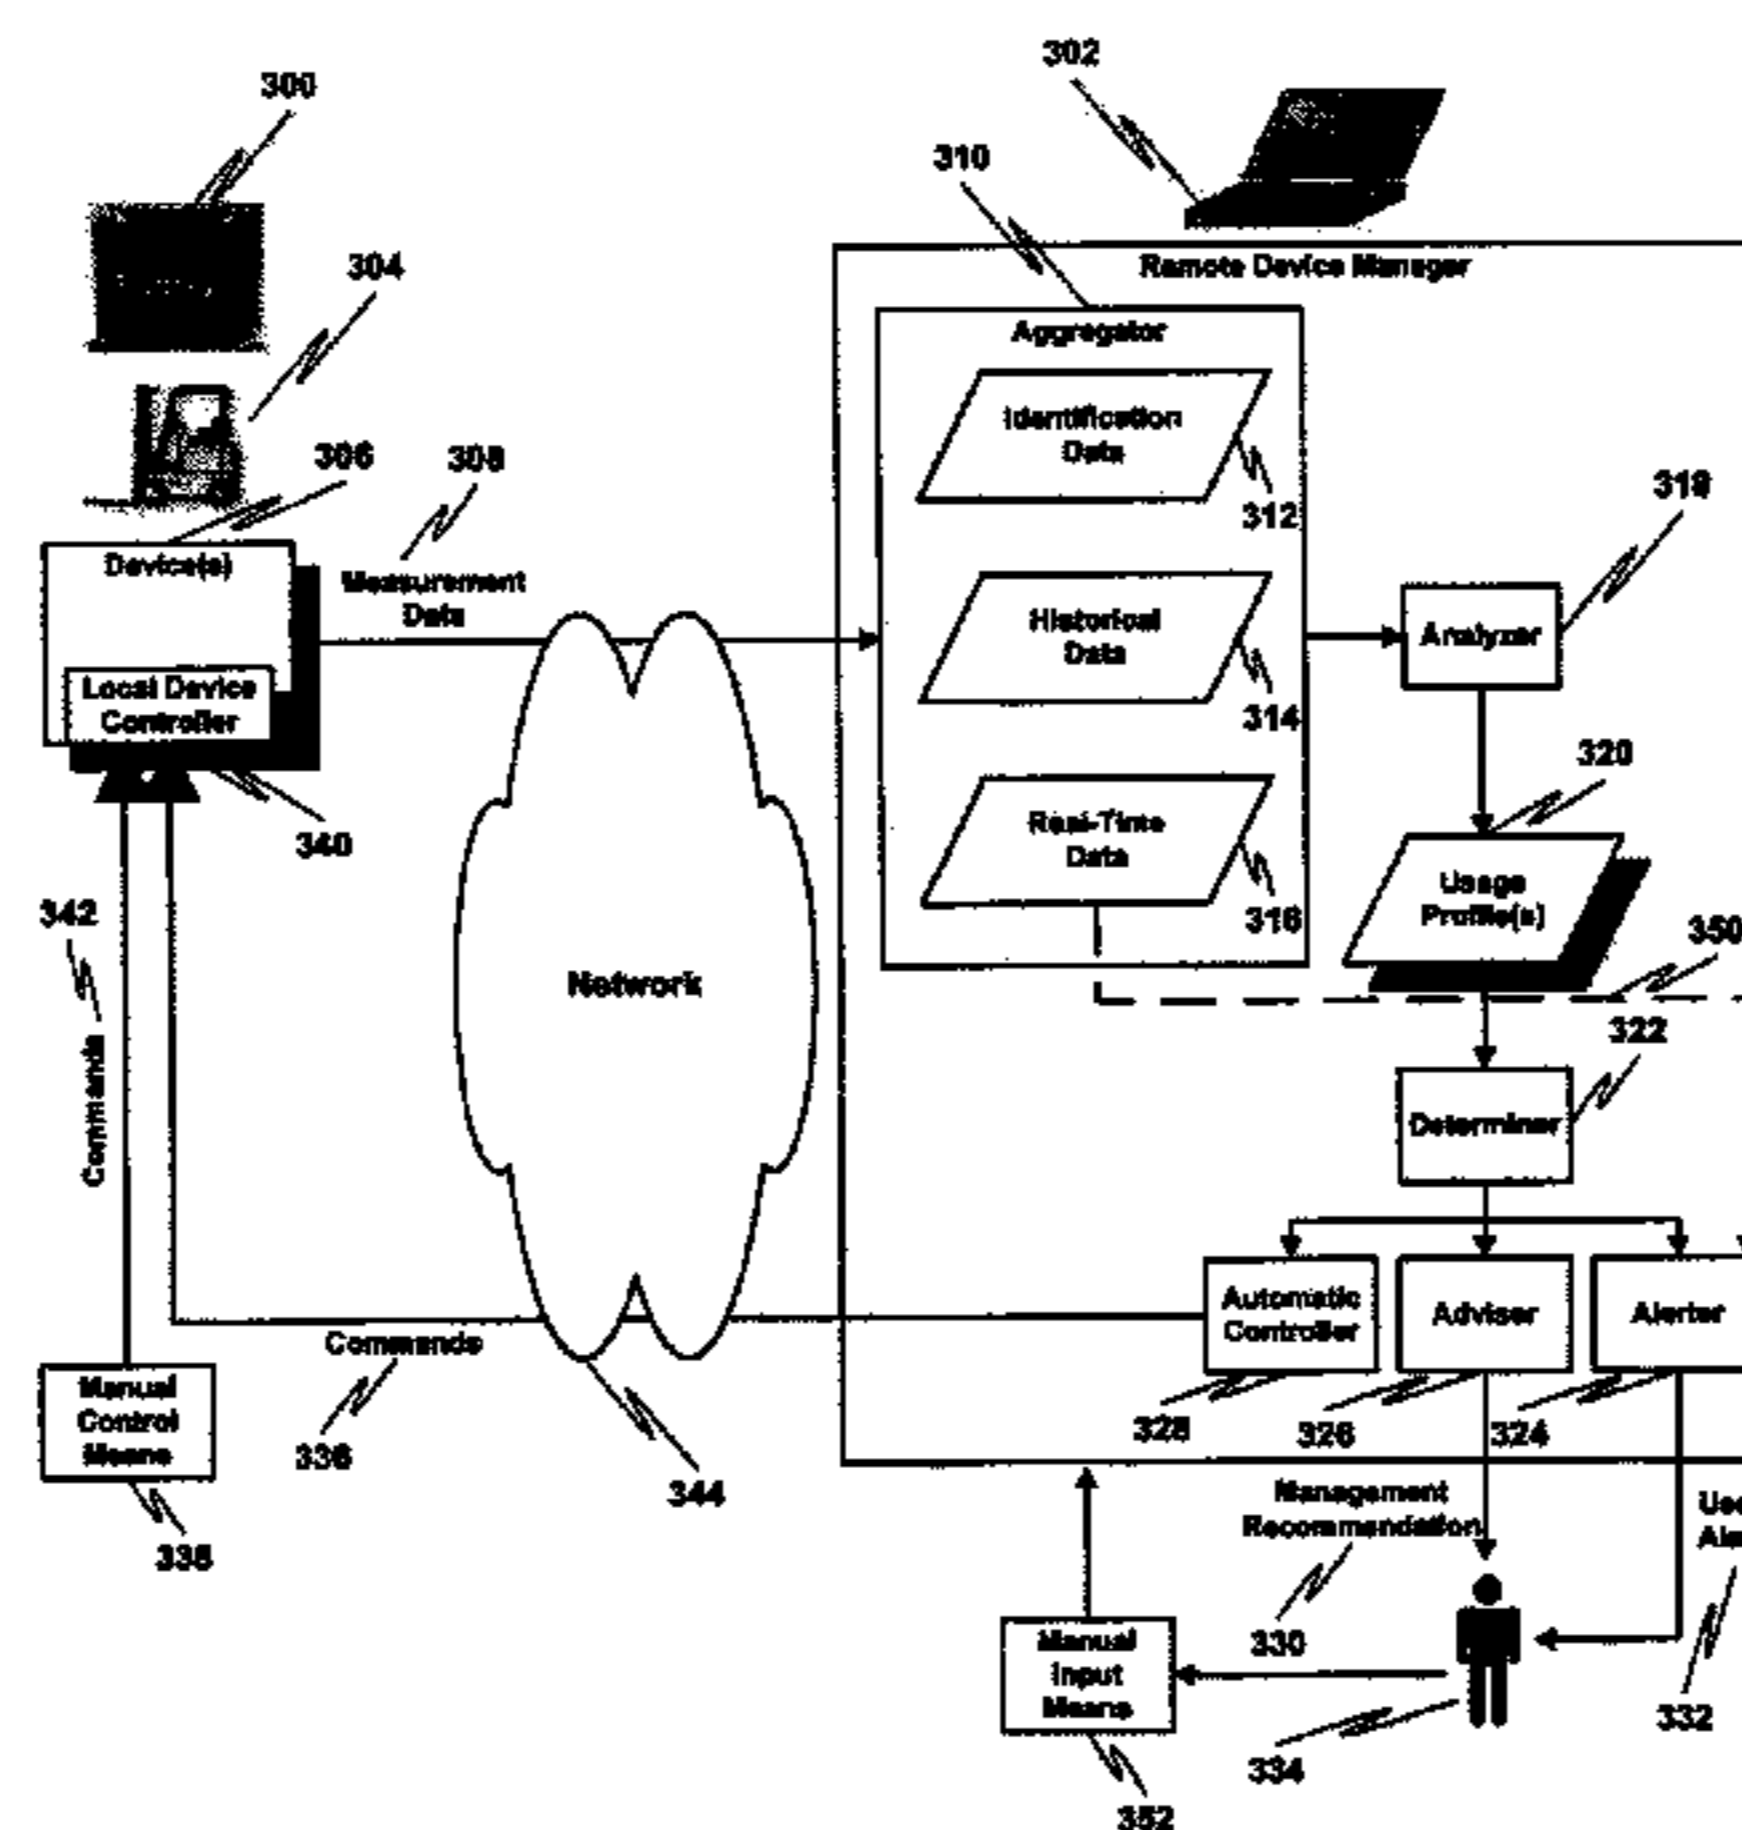 300
302
310
304
Remote Device Manager
Aggregator
Identification
Data
312
306
308
318
Device(s)
Measurement
Data
Historical
Data
314
Analyzer
Local Device
Controller
320
340
Real-Time
Data
316
Usage
Profile(s)
342
350
Network
322
Commands
Determiner
Automatic
Controller
Adviser
Alerter
Commands
328
326
324
336
344
Manual
Control
Means
338
Management
Recommendation
330
332
Manual
Input
Means
334
352